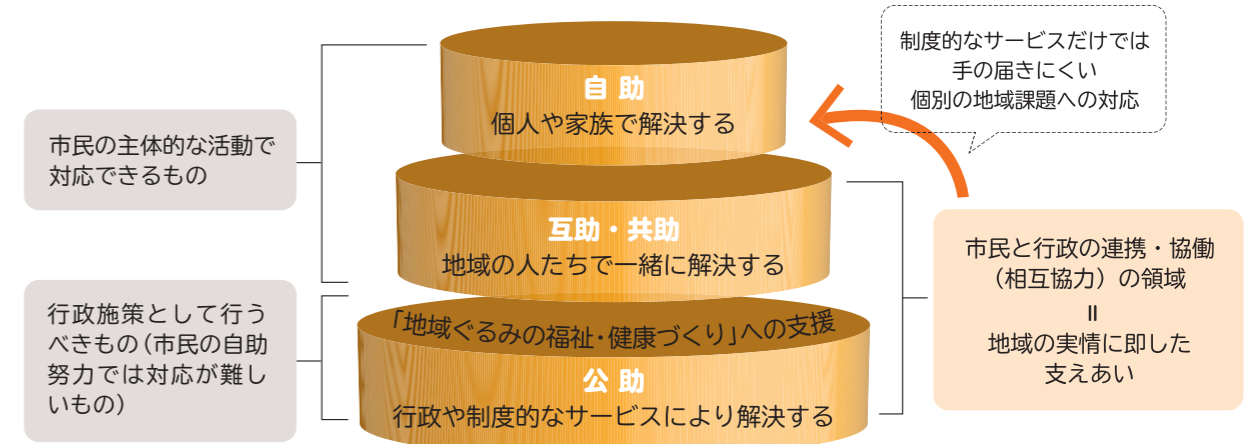 自助
個人や家族で解決する
互助・共助
地域の人たちで一緒に解決する
「地域ぐるみの福祉・健康づくり」への支援
公助
行政や制度的なサービスにより解決する
市民の主体的な活動で
対応できるもの
行政施策として行う
べきもの（市民の自助
努力では対応が難し
いもの）
制度的なサービスだけでは
手の届きにくい
個別の地域課題への対応
市民と行政の連携・協働
（相互協力）の領域
＝
地域の実情に即した
支えあい